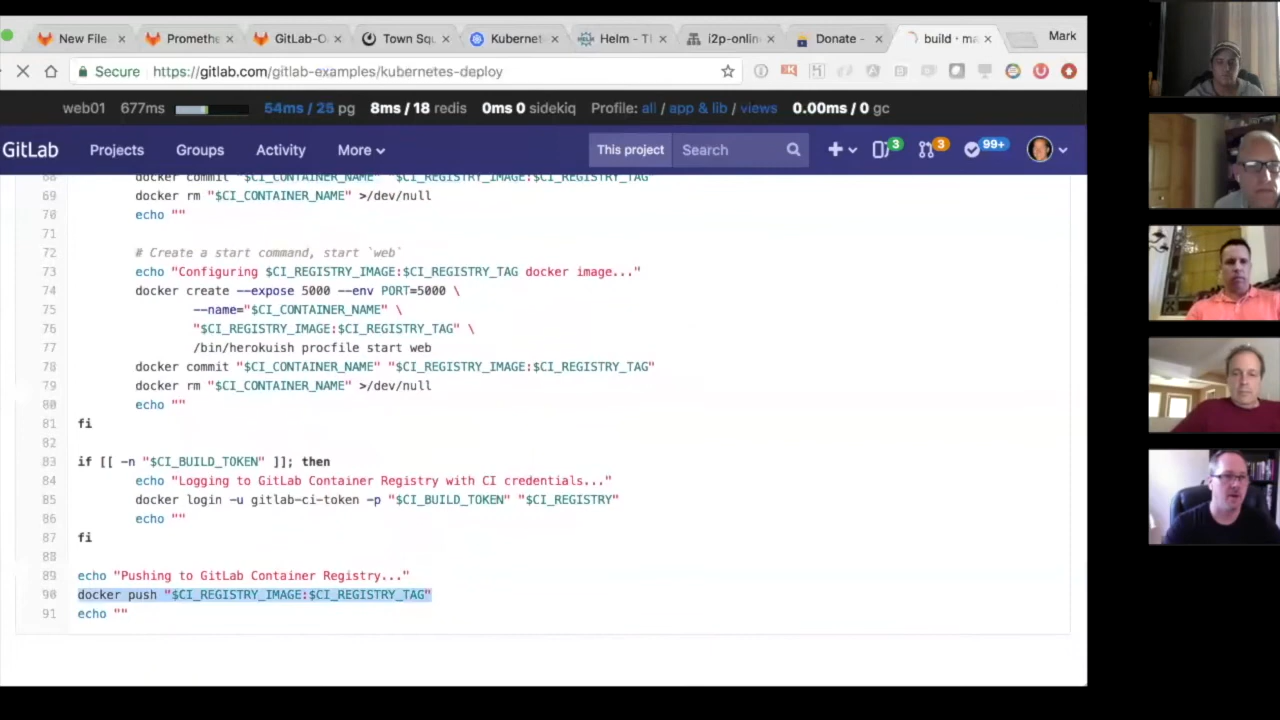 New File
Promethe
GitLab-O
Town Squ
Kubernet
Helm - Th
i2p-onlin
Donate -
build · ma
Mark
Secure https://gitlab.com/gitlab-examples/kubernetes-deploy
web01 677ms 54ms / 25 pg 8ms / 18 redis 0ms 0 sidekiq Profile: all / app & lib / views 0.00ms / 0 gc
GitLab Projects Groups Activity More This project Search 3 3 99+
68 docker commit "$CI_CONTAINER_NAME" "$CI_REGISTRY_IMAGE:$CI_REGISTRY_TAG"
69 docker rm "$CI_CONTAINER_NAME" >/dev/null
70 echo ""
71
72 # Create a start command, start `web`
73 echo "Configuring $CI_REGISTRY_IMAGE:$CI_REGISTRY_TAG docker image..."
74 docker create --expose 5000 --env PORT=5000 \
75 --name="$CI_CONTAINER_NAME" \
76 "$CI_REGISTRY_IMAGE:$CI_REGISTRY_TAG" \
77 /bin/herokuish procfile start web
78 docker commit "$CI_CONTAINER_NAME" "$CI_REGISTRY_IMAGE:$CI_REGISTRY_TAG"
79 docker rm "$CI_CONTAINER_NAME" >/dev/null
80 echo ""
81 fi
82
83 if [[ -n "$CI_BUILD_TOKEN" ]]; then
84 echo "Logging to GitLab Container Registry with CI credentials..."
85 docker login -u gitlab-ci-token -p "$CI_BUILD_TOKEN" "$CI_REGISTRY"
86 echo ""
87 fi
88
89 echo "Pushing to GitLab Container Registry..."
90 docker push "$CI_REGISTRY_IMAGE:$CI_REGISTRY_TAG"
91 echo ""